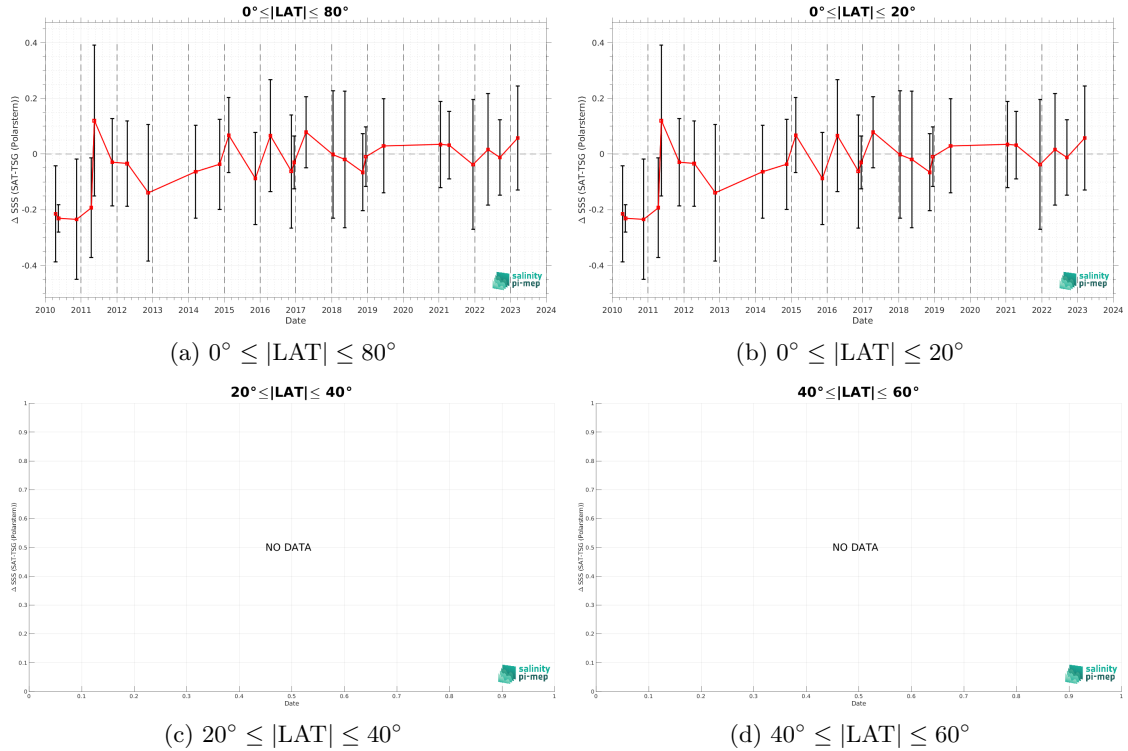 0°≤|LAT|≤ 80°
0.4
0.2
0
-0.2
-0.4
Δ SSS (SAT-TSG (Polarstern))
salinity
pi-mep
2010 2011 2012 2013 2014 2015 2016 2017 2018 2019 2020 2021 2022 2023 2024
Date
(a) 0° ≤ |LAT| ≤ 80°
0°≤|LAT|≤ 20°
0.4
0.2
0
-0.2
-0.4
Δ SSS (SAT-TSG (Polarstern))
salinity
pi-mep
2010 2011 2012 2013 2014 2015 2016 2017 2018 2019 2020 2021 2022 2023 2024
Date
(b) 0° ≤ |LAT| ≤ 20°
20°≤|LAT|≤ 40°
1
0.9
0.8
0.7
0.6
0.5
0.4
0.3
0.2
0.1
0
Δ SSS (SAT-TSG (Polarstern))
NO DATA
salinity
pi-mep
0 0.1 0.2 0.3 0.4 0.5 0.6 0.7 0.8 0.9 1
Date
(c) 20° ≤ |LAT| ≤ 40°
40°≤|LAT|≤ 60°
1
0.9
0.8
0.7
0.6
0.5
0.4
0.3
0.2
0.1
0
Δ SSS (SAT-TSG (Polarstern))
NO DATA
salinity
pi-mep
0 0.1 0.2 0.3 0.4 0.5 0.6 0.7 0.8 0.9 1
Date
(d) 40° ≤ |LAT| ≤ 60°